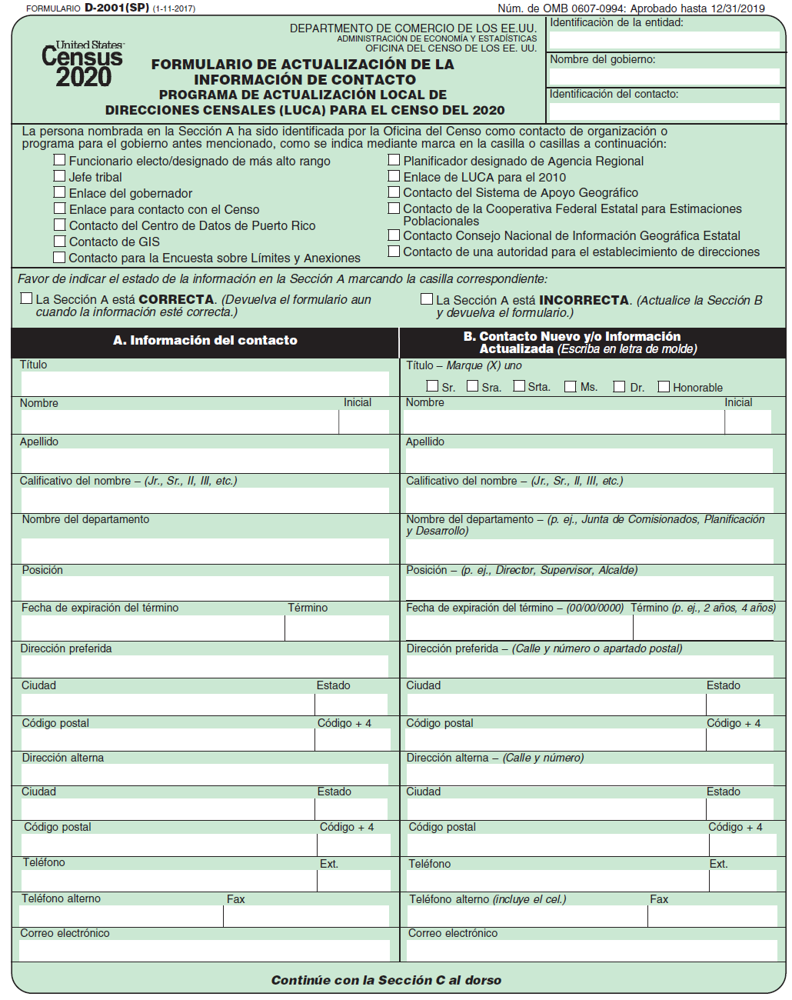 FORMULARIO D-2001(SP) (1-11-2017)
Núm. de OMB 0607-0994: Aprobado hasta 12/31/2019
United States
Census
2020
DEPARTMENTO DE COMERCIO DE LOS EE.UU.
ADMINISTRACIÓN DE ECONOMÍA Y ESTADÍSTICAS
OFICINA DEL CENSO DE LOS EE. UU.
FORMULARIO DE ACTUALIZACIÓN DE LA
INFORMACIÓN DE CONTACTO
PROGRAMA DE ACTUALIZACIÓN LOCAL DE
DIRECCIONES CENSALES (LUCA) PARA EL CENSO DEL 2020
Identificaciòn de la entidad:
Nombre del gobierno:
Identificación del contacto:
La persona nombrada en la Sección A ha sido identificada por la Oficina del Censo como contacto de organización o
programa para el gobierno antes mencionado, como se indica mediante marca en la casilla o casillas a continuación:
Funcionario electo/designado de más alto rango
Jefe tribal
Enlace del gobernador
Enlace para contacto con el Censo
Contacto del Centro de Datos de Puerto Rico
Contacto de GIS
Contacto para la Encuesta sobre Límites y Anexiones
Planificador designado de Agencia Regional
Enlace de LUCA para el 2010
Contacto del Sistema de Apoyo Geográfico
Contacto de la Cooperativa Federal Estatal para Estimaciones
Poblacionales
Contacto Consejo Nacional de Información Geográfica Estatal
Contacto de una autoridad para el establecimiento de direcciones
Favor de indicar el estado de la información en la Sección A marcando la casilla correspondiente:
La Sección A está CORRECTA. (Devuelva el formulario aun
cuando la información esté correcta.)
La Sección A está INCORRECTA. (Actualice la Sección B
y devuelva el formulario.)
A. Información del contacto
Título
Nombre Inicial
Apellido
Calificativo del nombre – (Jr., Sr., II, III, etc.)
Nombre del departamento
Posición
Fecha de expiración del término Término
Dirección preferida
Ciudad Estado
Código postal Código + 4
Dirección alterna
Ciudad Estado
Código postal Código + 4
Teléfono Ext.
Teléfono alterno Fax
Correo electrónico
B. Contacto Nuevo y/o Información
Actualizada (Escriba en letra de molde)
Título – Marque (X) uno
Sr. Sra. Srta. Ms. Dr. Honorable
Nombre Inicial
Apellido
Calificativo del nombre – (Jr., Sr., II, III, etc.)
Nombre del departamento – (p. ej., Junta de Comisionados, Planificación
y Desarrollo)
Posición – (p. ej., Director, Supervisor, Alcalde)
Fecha de expiración del término – (00/00/0000) Término (p. ej., 2 años, 4 años)
Dirección preferida – (Calle y número o apartado postal)
Ciudad Estado
Código postal Código + 4
Dirección alterna – (Calle y número)
Ciudad Estado
Código postal Código + 4
Teléfono Ext.
Teléfono alterno (incluye el cel.) Fax
Correo electrónico
Continúe con la Sección C al dorso